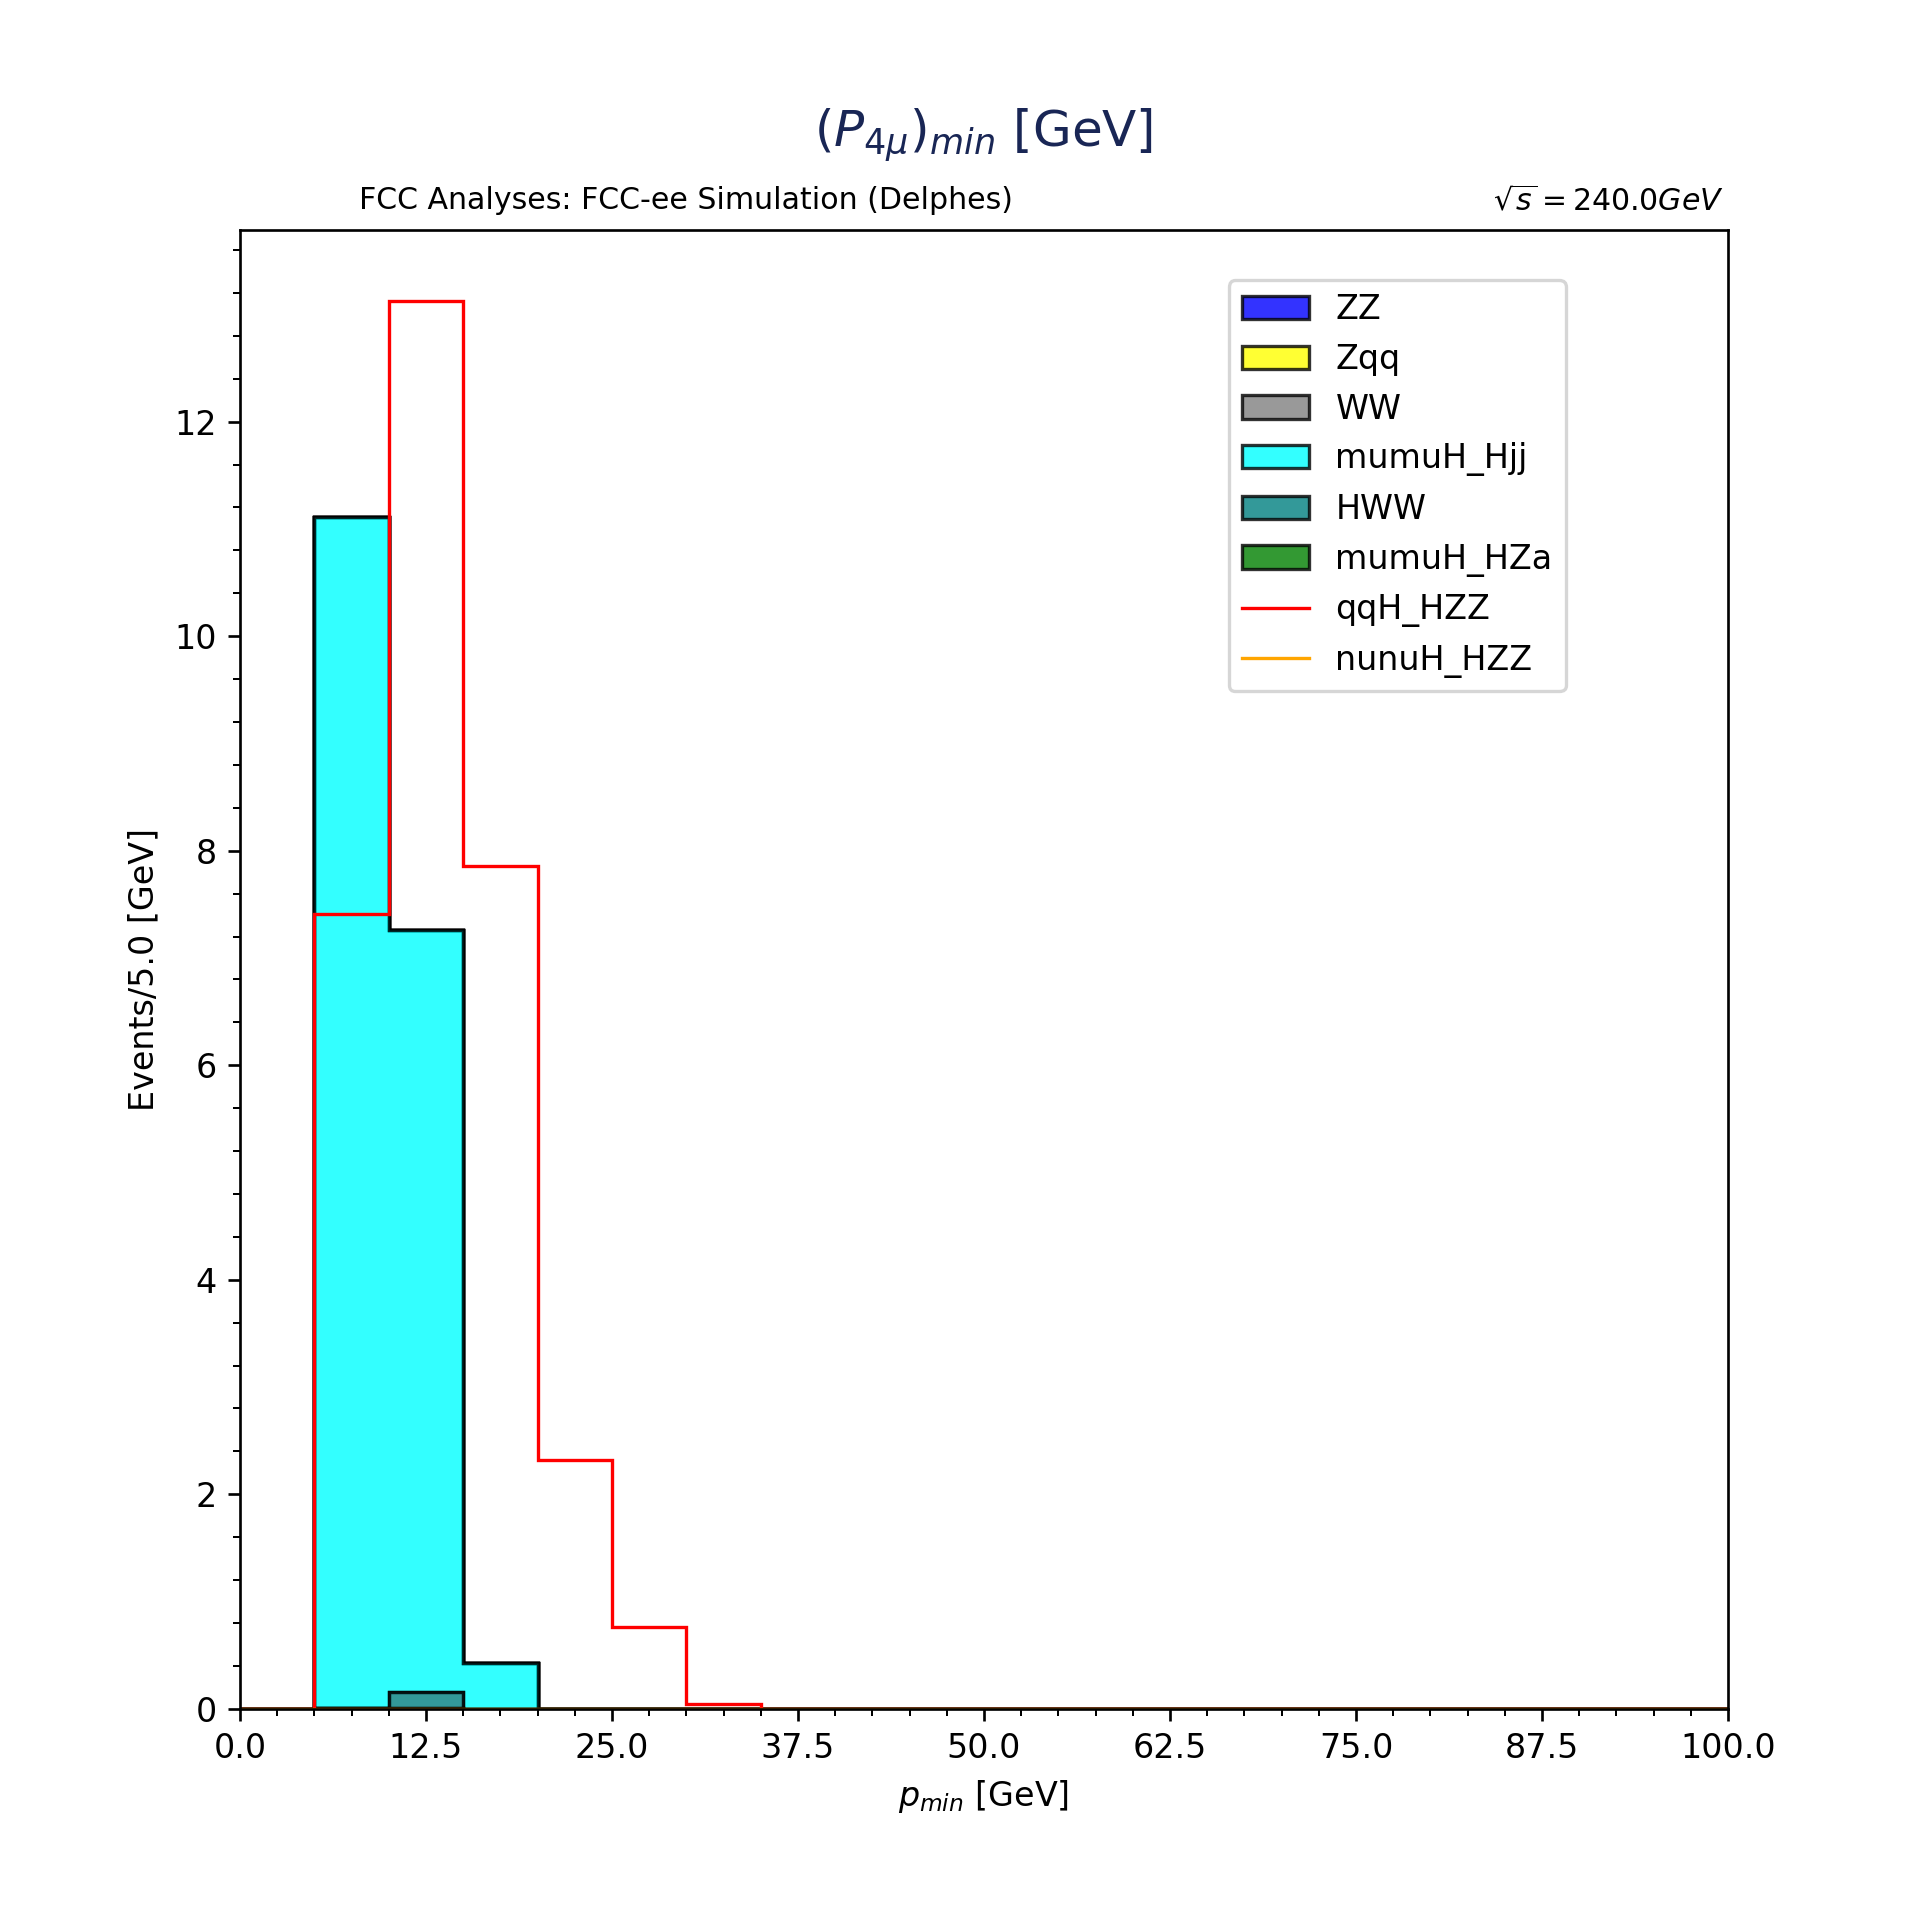 (P4μ)min [GeV]
FCC Analyses: FCC-ee Simulation (Delphes)
√s = 240.0GeV
ZZ
Zqq
WW
mumuH_Hjj
HWW
mumuH_HZa
qqH_HZZ
nunuH_HZZ
Events/5.0 [GeV]
12
10
8
6
4
2
0
0.0 12.5 25.0 37.5 50.0 62.5 75.0 87.5 100.0
pmin [GeV]